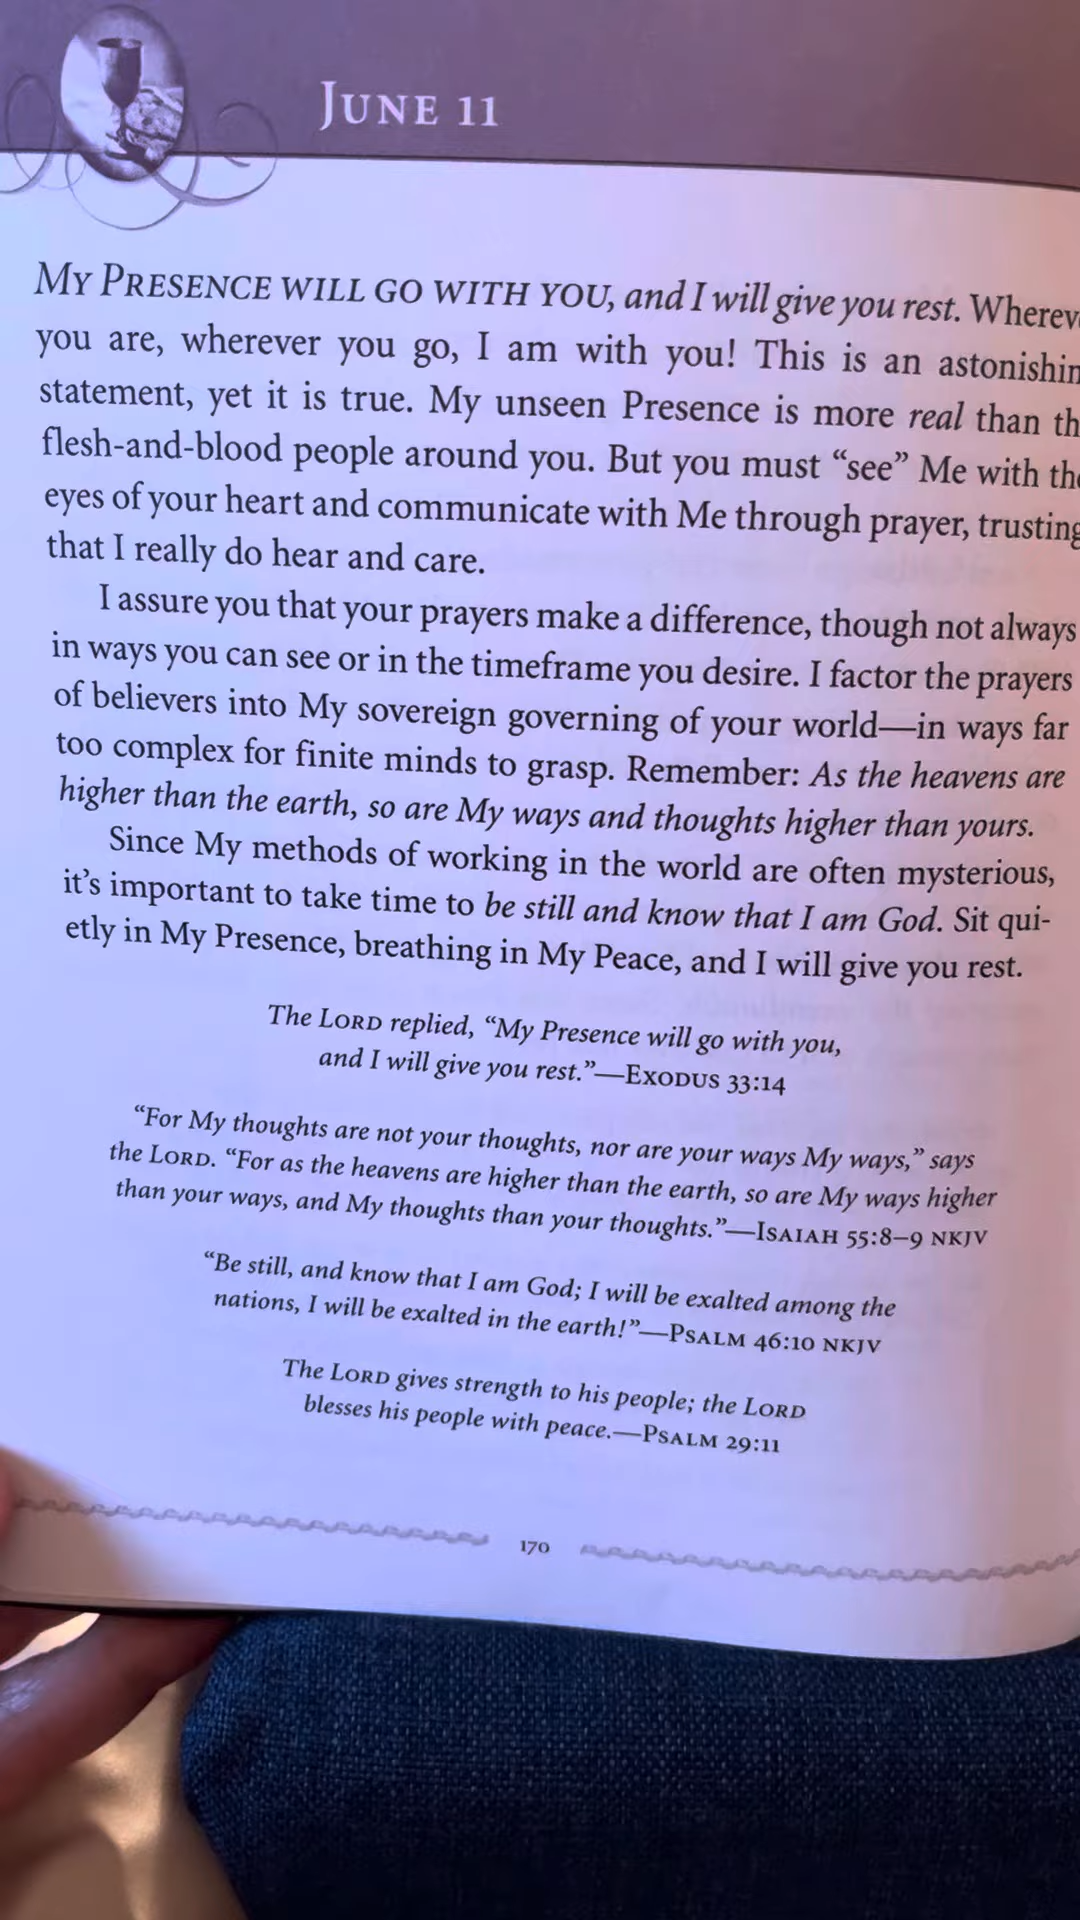 JUNE 11
MY PRESENCE WILL GO WITH YOU, and I will give you rest. Wherev
you are, wherever you go, I am with you! This is an astonishin
statement, yet it is true. My unseen Presence is more real than th
flesh-and-blood people around you. But you must “see” Me with the
eyes of your heart and communicate with Me through prayer, trusting
that I really do hear and care.
I assure you that your prayers make a difference, though not always
in ways you can see or in the timeframe you desire. I factor the prayers
of believers into My sovereign governing of your world—in ways far
too complex for finite minds to grasp. Remember: As the heavens are
higher than the earth, so are My ways and thoughts higher than yours.
Since My methods of working in the world are often mysterious,
it’s important to take time to be still and know that I am God. Sit qui-
etly in My Presence, breathing in My Peace, and I will give you rest.
The LORD replied, “My Presence will go with you,
and I will give you rest.”—EXODUS 33:14
“For My thoughts are not your thoughts, nor are your ways My ways,” says
the LORD. “For as the heavens are higher than the earth, so are My ways higher
than your ways, and My thoughts than your thoughts.”—ISAIAH 55:8–9 NKJV
“Be still, and know that I am God; I will be exalted among the
nations, I will be exalted in the earth!”—PSALM 46:10 NKJV
The LORD gives strength to his people; the LORD
blesses his people with peace.—PSALM 29:11
170